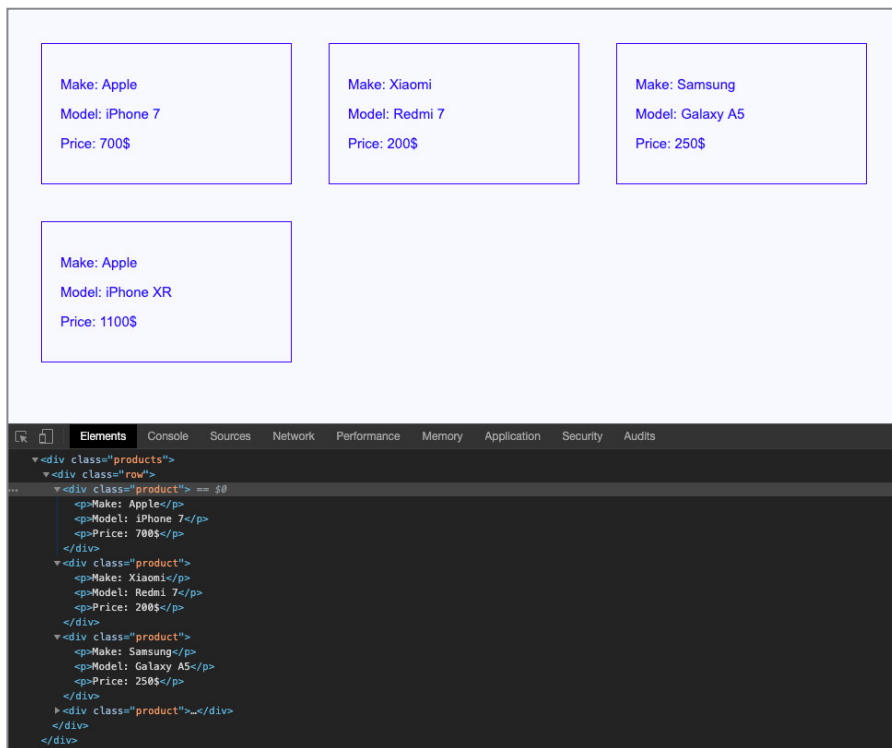 Make: Apple
Model: iPhone 7
Price: 700$
Make: Xiaomi
Model: Redmi 7
Price: 200$
Make: Samsung
Model: Galaxy A5
Price: 250$
Make: Apple
Model: iPhone XR
Price: 1100$
Elements Console Sources Network Performance Memory Application Security Audits
▼<div class="products">
▼<div class="row">
… ▼<div class="product"> == $0
<p>Make: Apple</p>
<p>Model: iPhone 7</p>
<p>Price: 700$</p>
</div>
▼<div class="product">
<p>Make: Xiaomi</p>
<p>Model: Redmi 7</p>
<p>Price: 200$</p>
</div>
▼<div class="product">
<p>Make: Samsung</p>
<p>Model: Galaxy A5</p>
<p>Price: 250$</p>
</div>
▶<div class="product">…</div>
</div>
</div>